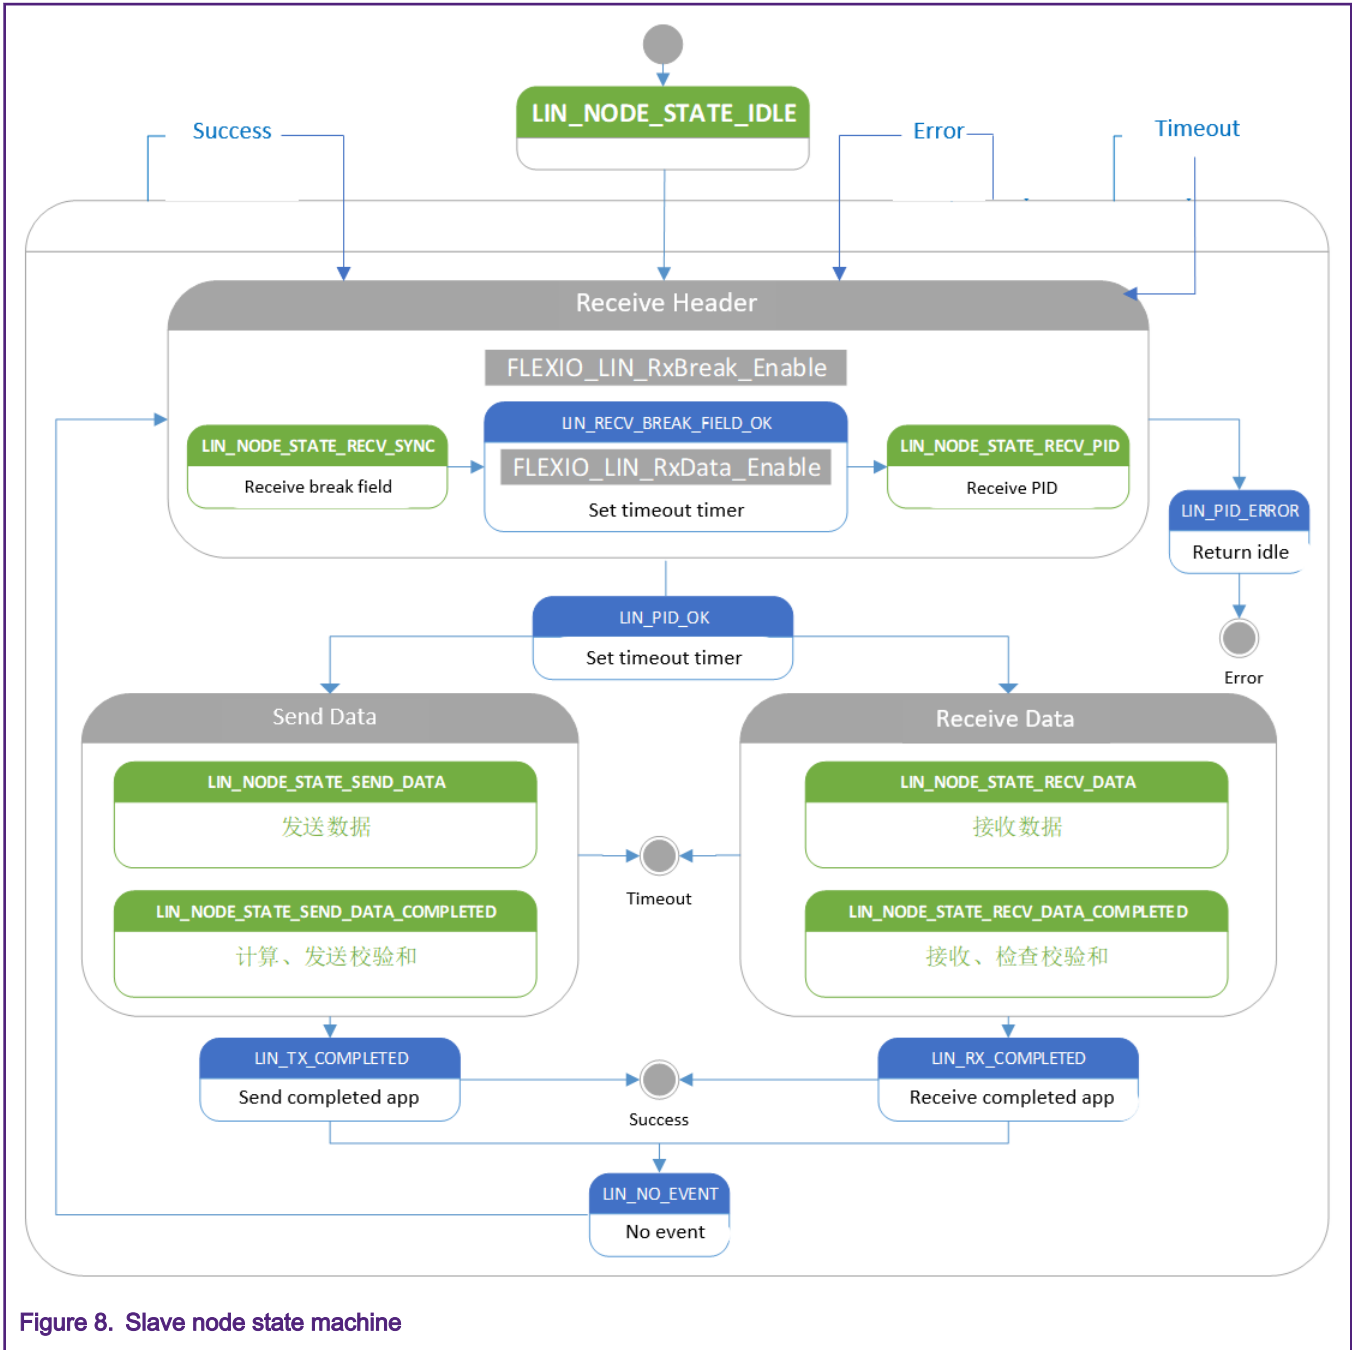 LIN_NODE_STATE_IDLE
Success
Error
Timeout
Receive Header
FLEXIO_LIN_RxBreak_Enable
LIN_RECV_BREAK_FIELD_OK
LIN_NODE_STATE_RECV_SYNC
LIN_NODE_STATE_RECV_PID
FLEXIO_LIN_RxData_Enable
Receive break field
Receive PID
Set timeout timer
LIN_PID_ERROR
Return idle
LIN_PID_OK
Set timeout timer
Error
Send Data
Receive Data
LIN_NODE_STATE_SEND_DATA
发送数据
LIN_NODE_STATE_RECV_DATA
接收数据
Timeout
LIN_NODE_STATE_SEND_DATA_COMPLETED
计算、发送校验和
LIN_NODE_STATE_RECV_DATA_COMPLETED
接收、检查校验和
LIN_TX_COMPLETED
Send completed app
LIN_RX_COMPLETED
Receive completed app
Success
LIN_NO_EVENT
No event
Figure 8. Slave node state machine